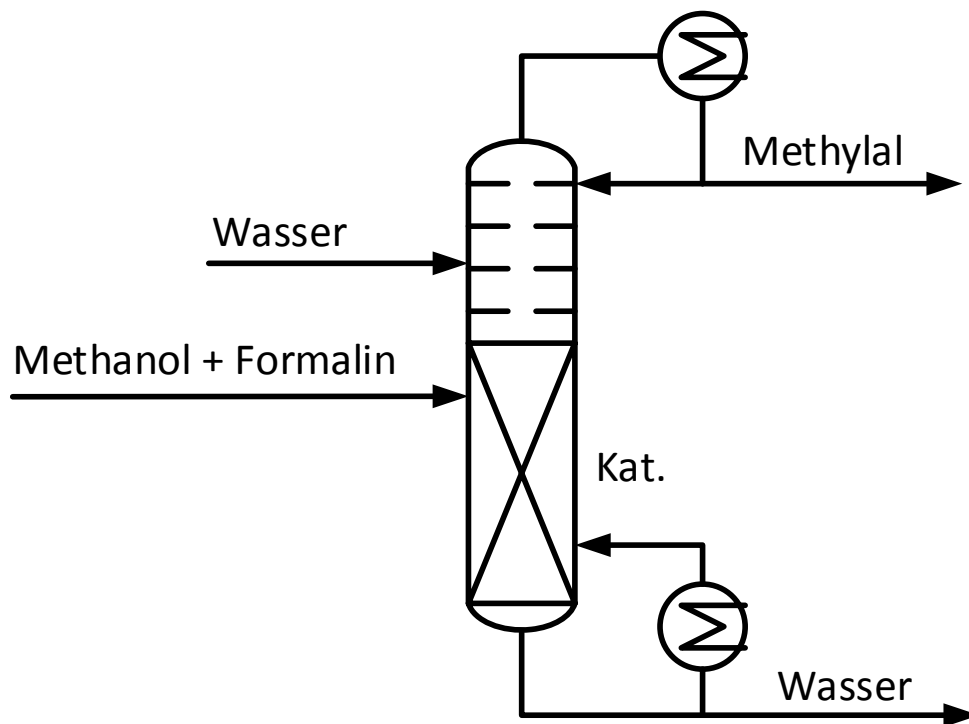 Methylal
Wasser
Methanol + Formalin
Kat.
Wasser